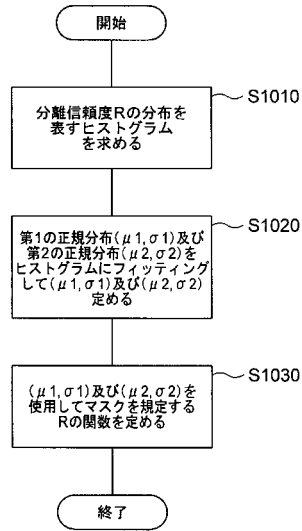 開始
S1010
分離信頼度Rの分布を
表すヒストグラム
を求める
S1020
第1の正規分布(μ1,σ1)及び
第2の正規分布(μ2,σ2)を
ヒストグラムにフィッティング
して(μ1,σ1)及び(μ2,σ2)
定める
S1030
(μ1,σ1)及び(μ2,σ2)を
使用してマスクを規定する
Rの関数を定める
終了